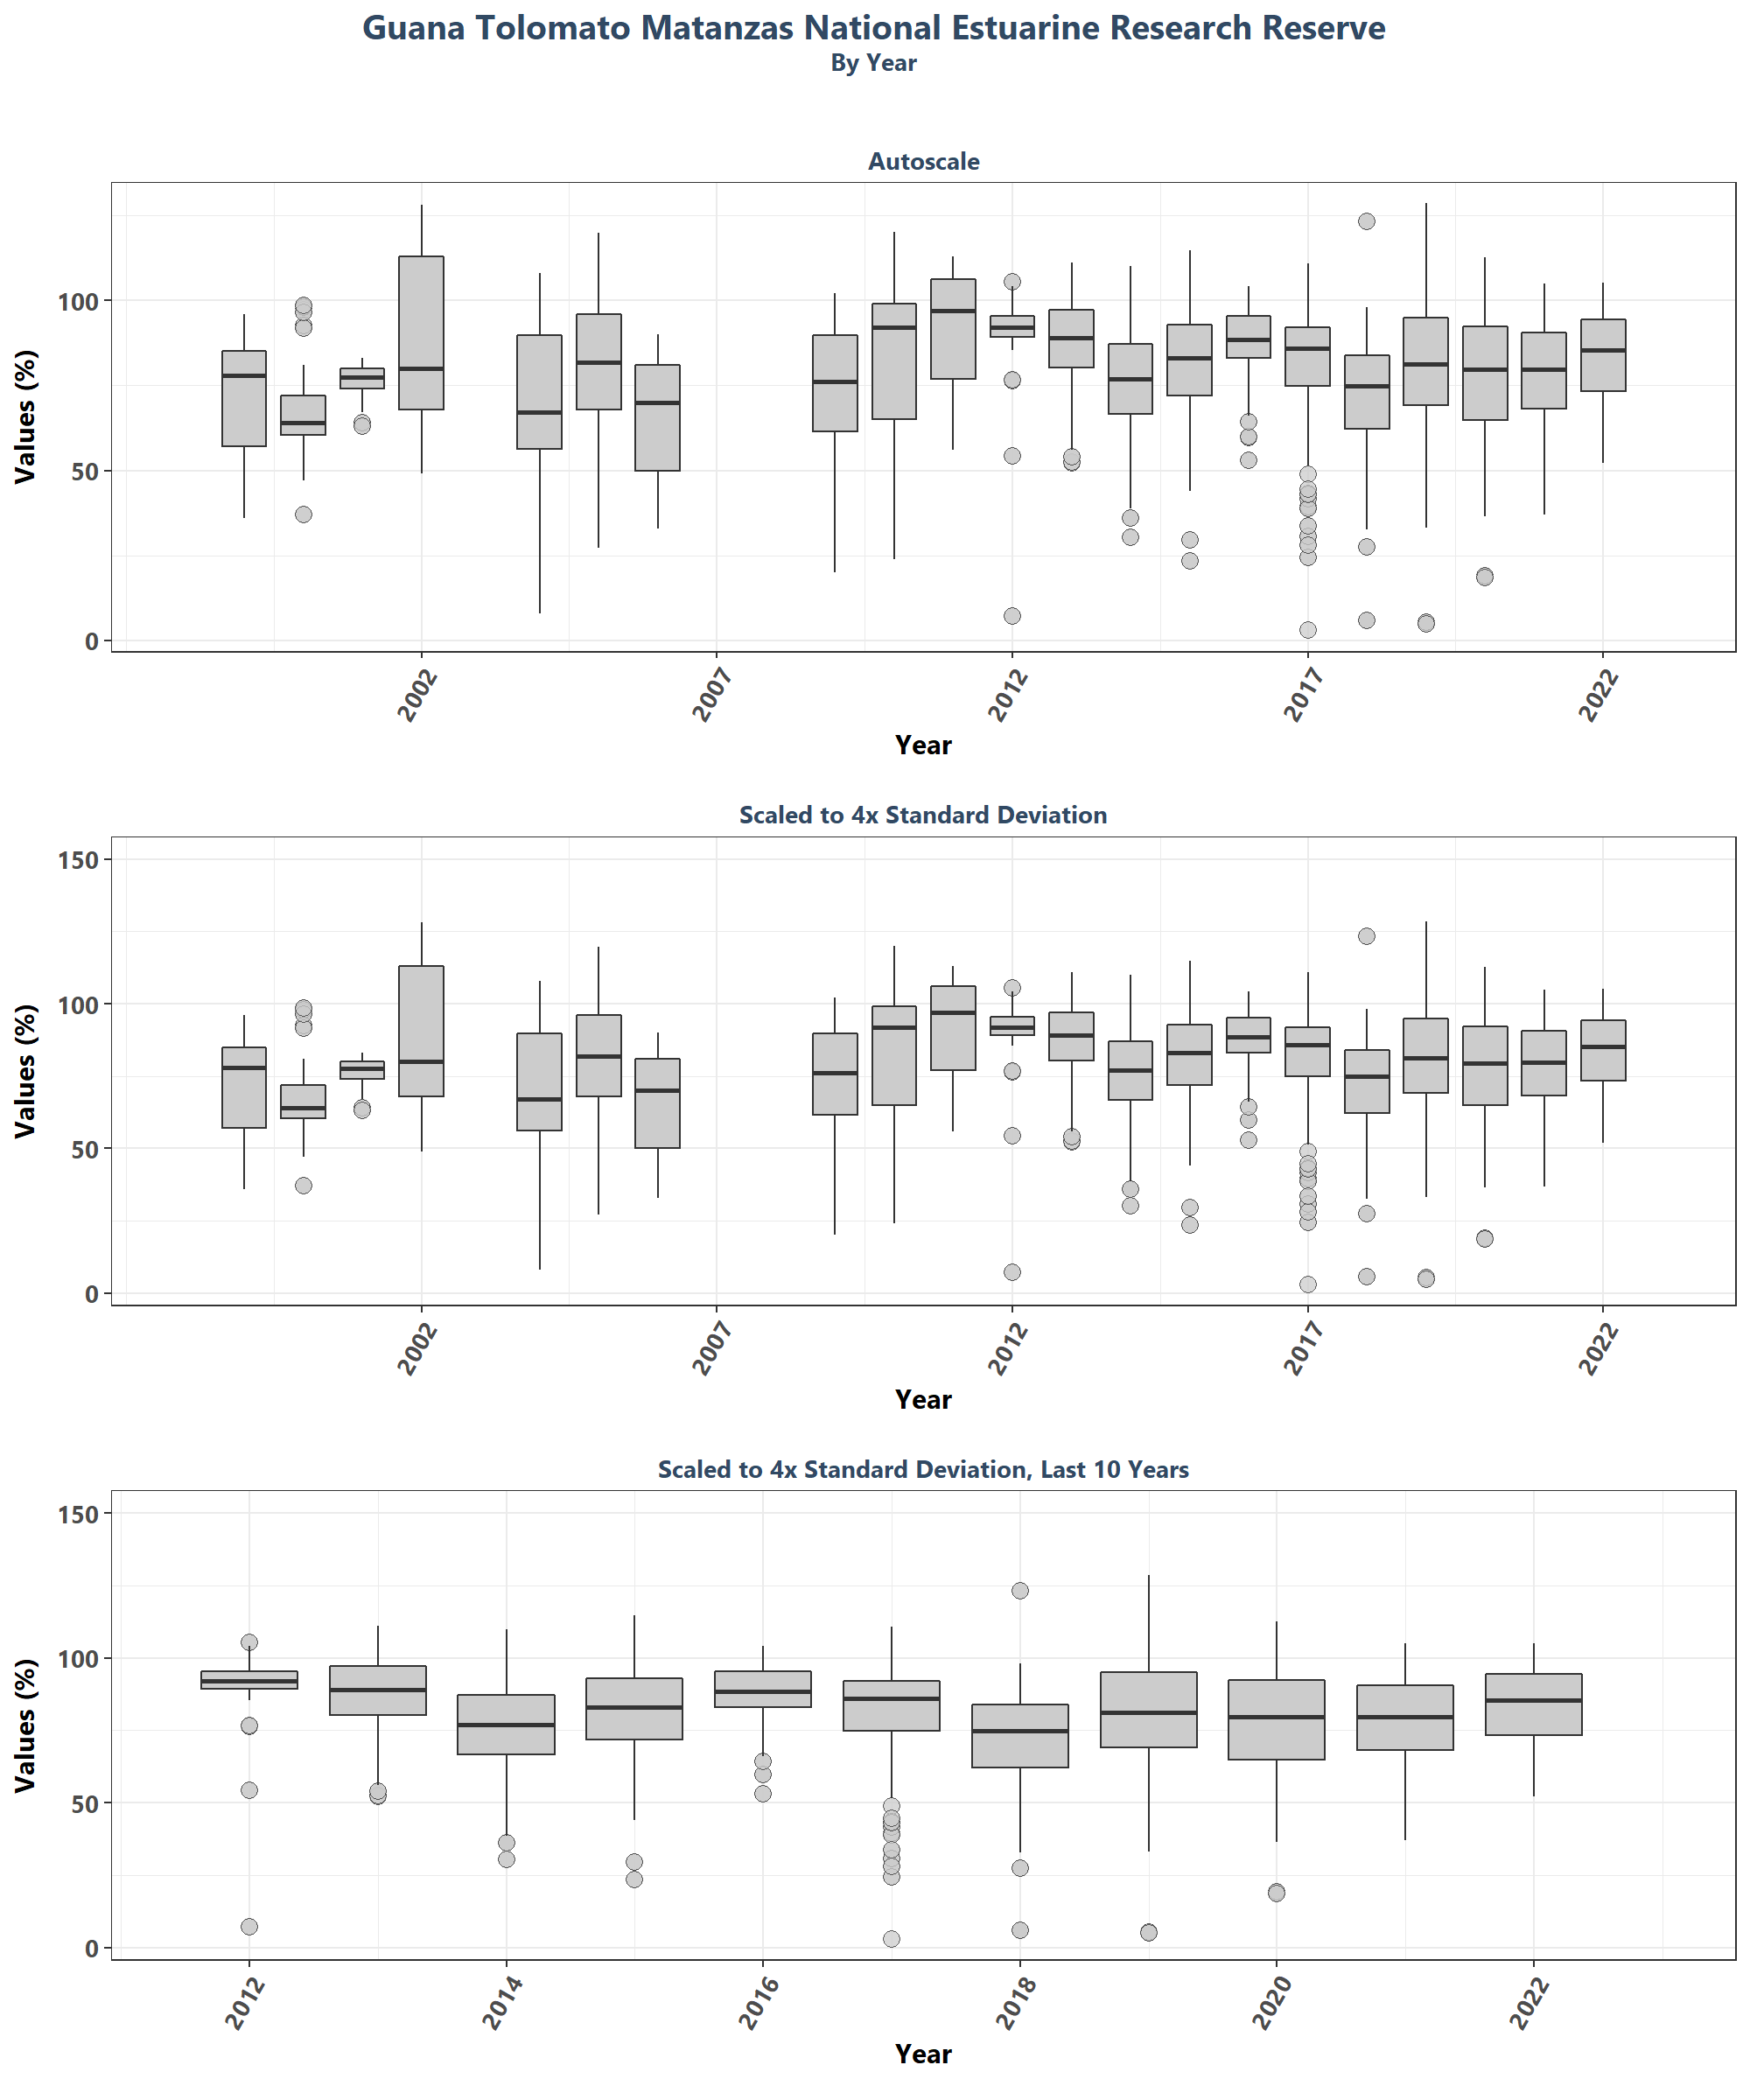 Guana Tolomato Matanzas National Estuarine Research Reserve
By Year
Autoscale
Values (%)
100
50
0
2002 2007 2012 2017 2022
Year
Scaled to 4x Standard Deviation
Values (%)
150
100
50
0
2002 2007 2012 2017 2022
Year
Scaled to 4x Standard Deviation, Last 10 Years
Values (%)
150
100
50
0
2012 2014 2016 2018 2020 2022
Year